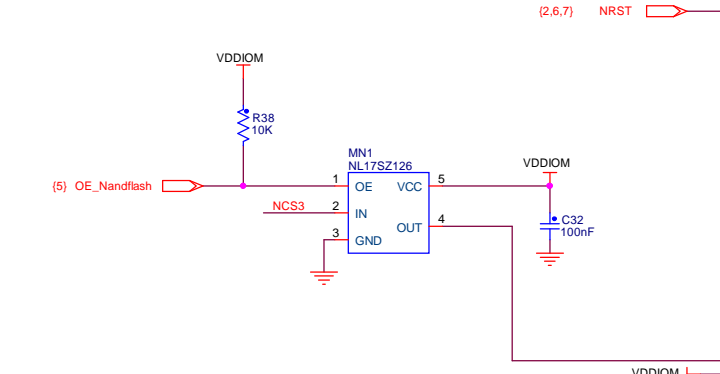 {2,6,7} NRST
VDDIOM
R38
10K
MN1
NL17SZ126
VDDIOM
{5} OE_Nandflash
1 OE VCC 5
NCS3 2 IN
OUT 4
3 GND
C32
100nF
VDDIOM